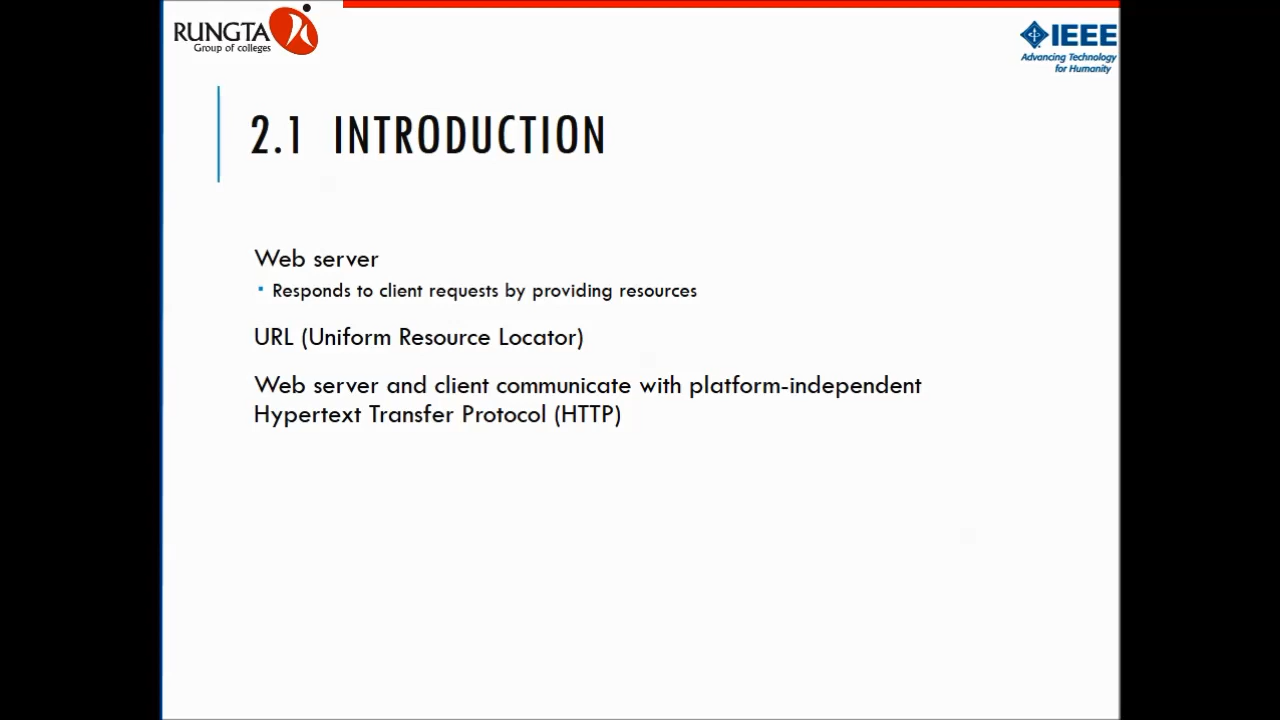 RUNGTA
Group of colleges
IEEE
Advancing Technology
for Humanity
2.1 INTRODUCTION
Web server
▪ Responds to client requests by providing resources
URL (Uniform Resource Locator)
Web server and client communicate with platform-independent
Hypertext Transfer Protocol (HTTP)